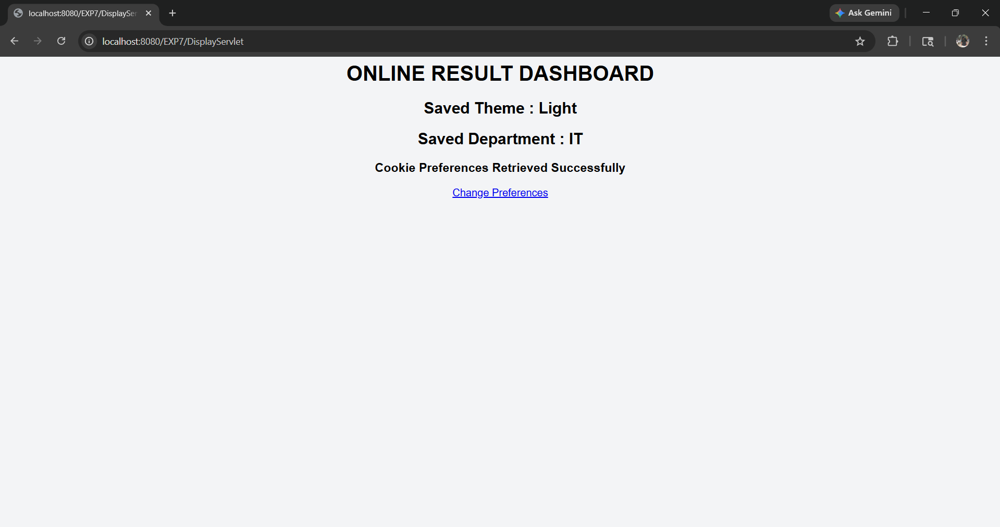 localhost:8080/EXP7/DisplaySer
Ask Gemini
localhost:8080/EXP7/DisplayServlet
ONLINE RESULT DASHBOARD
Saved Theme : Light
Saved Department : IT
Cookie Preferences Retrieved Successfully
Change Preferences